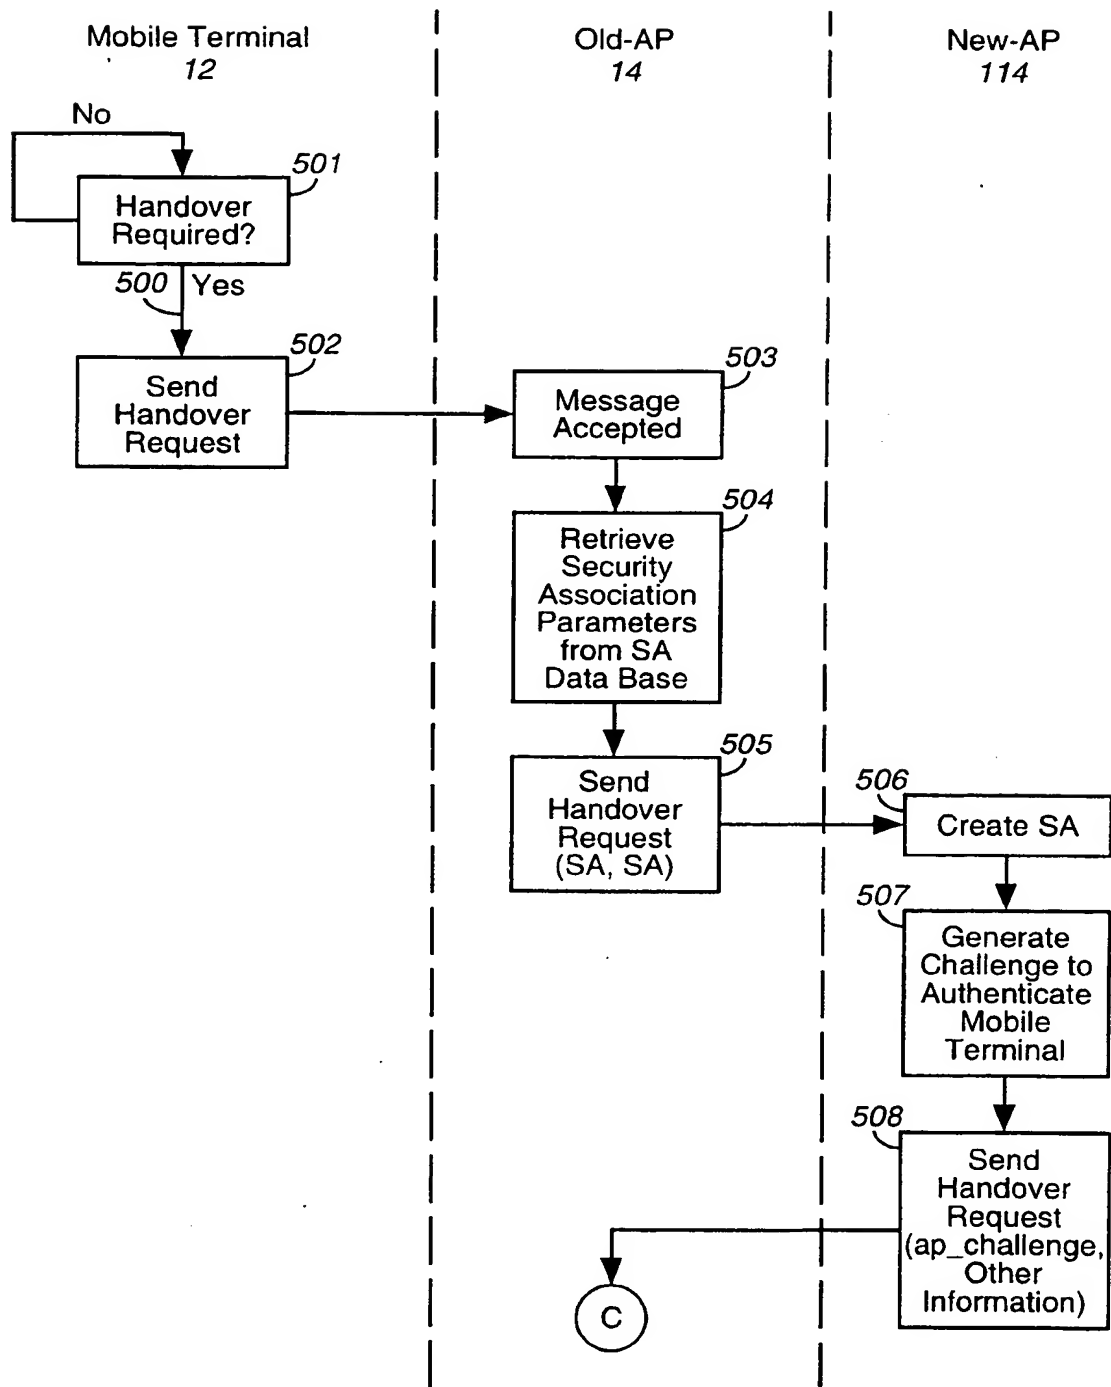 Mobile Terminal
12
Old-AP
14
New-AP
114
No
501
Handover
Required?
500
Yes
502
Send
Handover
Request
503
Message
Accepted
504
Retrieve
Security
Association
Parameters
from SA
Data Base
505
Send
Handover
Request
(SA, SA)
506
Create SA
507
Generate
Challenge to
Authenticate
Mobile
Terminal
508
Send
Handover
Request
(ap_challenge,
Other
Information)
C